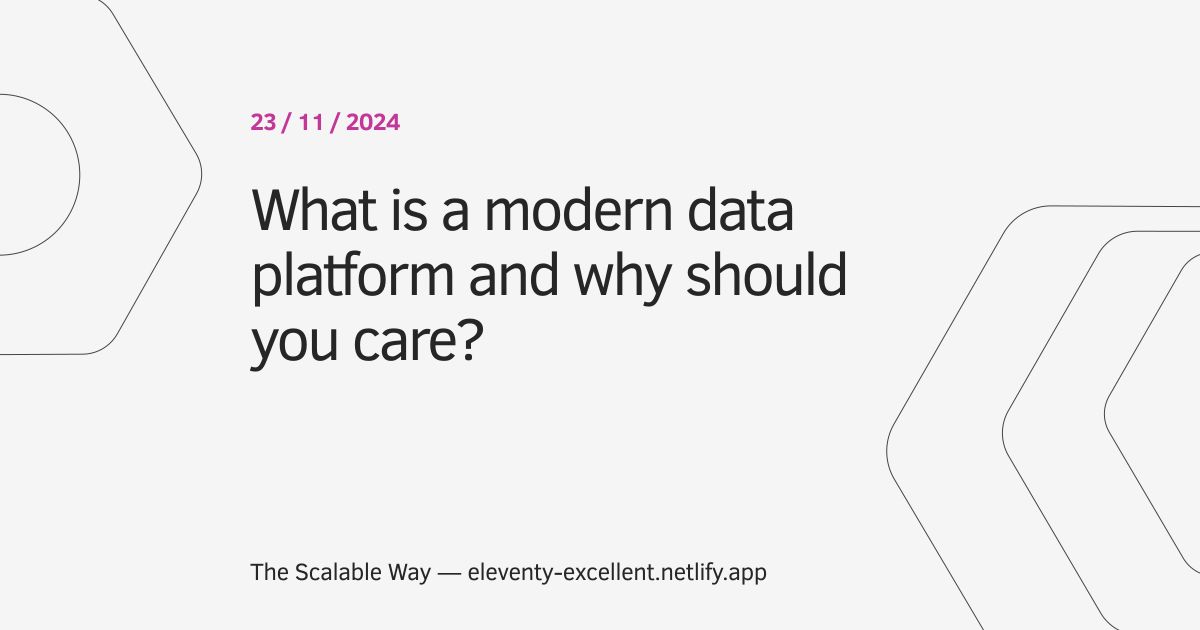 23 / 11 / 2024
What is a modern data
platform and why should
you care?
The Scalable Way — eleventy-excellent.netlify.app